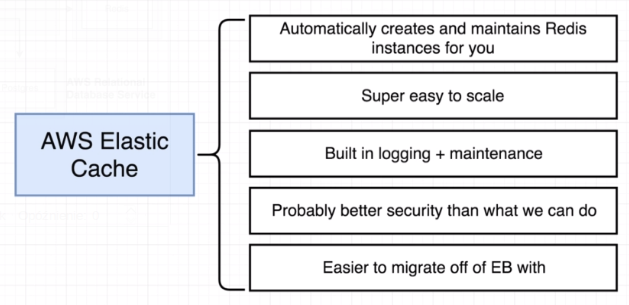 Automatically creates and maintains Redis
instances for you
Super easy to scale
AWS Elastic
Cache
Built in logging + maintenance
Probably better security than what we can do
Easier to migrate off of EB with